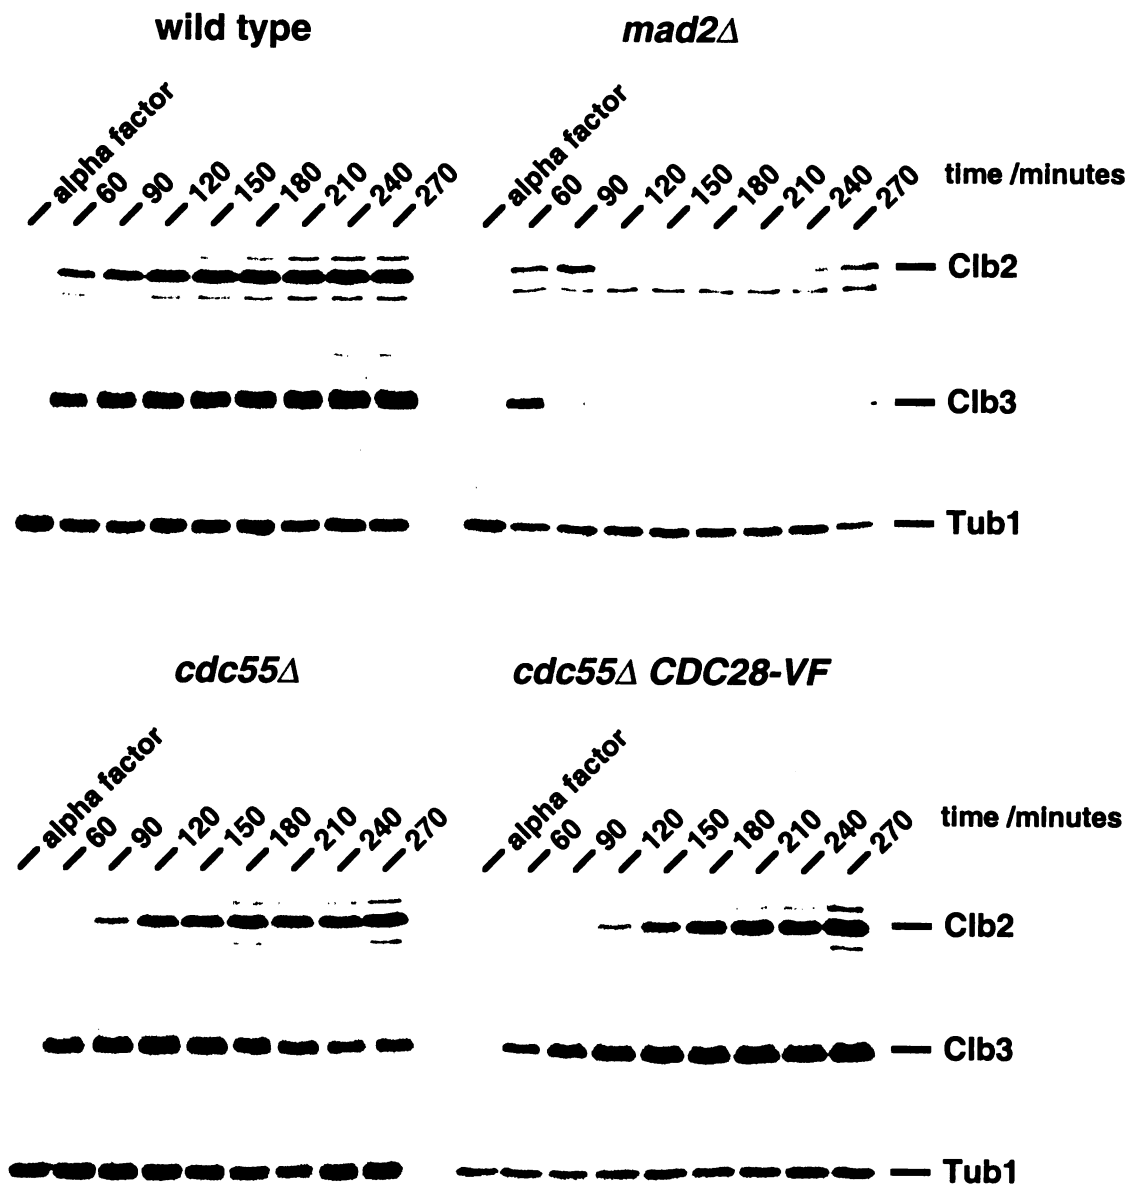 wild type mad2Δ
alpha factor 60 90 120 150 180 210 240 270 alpha factor 60 90 120 150 180 210 240 270 time /minutes
Clb2
Clb3
Tub1
cdc55Δ cdc55Δ CDC28-VF
alpha factor 60 90 120 150 180 210 240 270 alpha factor 60 90 120 150 180 210 240 270 time /minutes
Clb2
Clb3
Tub1